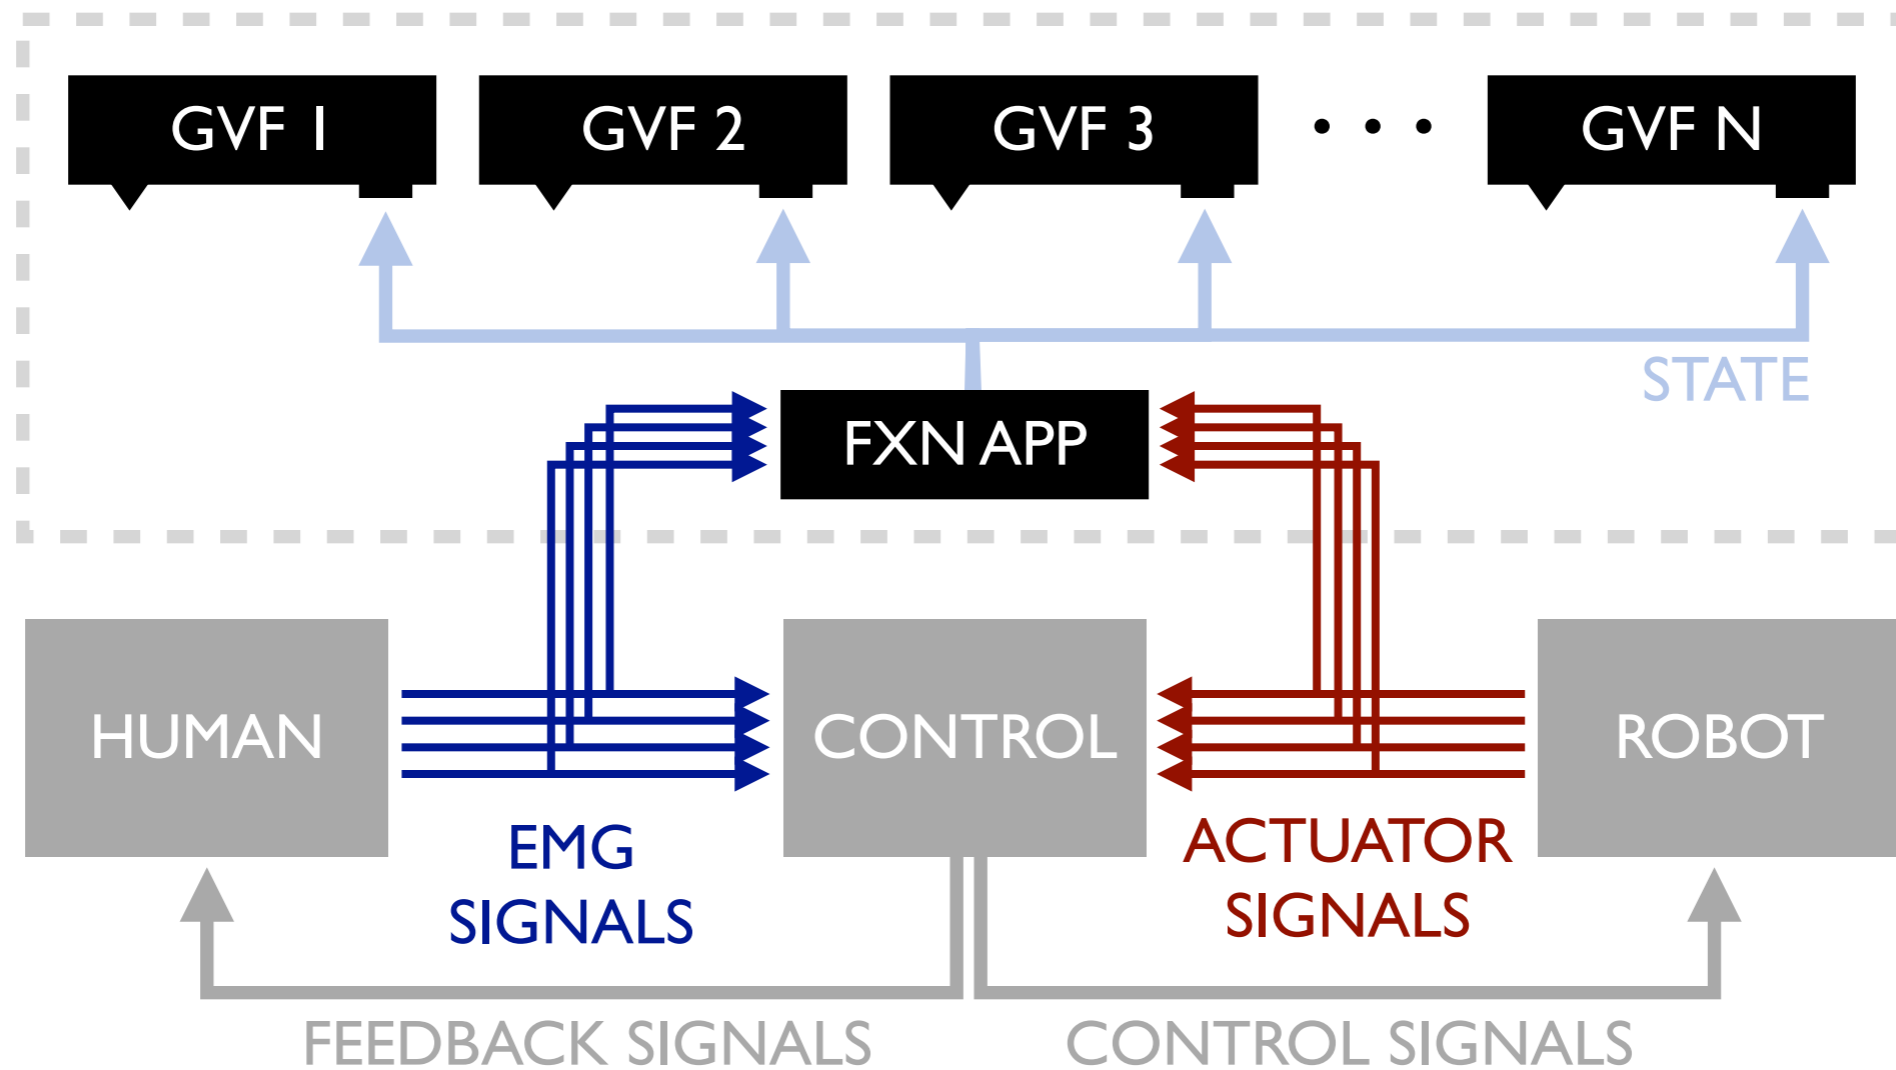 GVF 1
GVF 2
GVF 3
• • •
GVF N
STATE
FXN APP
HUMAN
CONTROL
ROBOT
EMG
SIGNALS
ACTUATOR
SIGNALS
FEEDBACK SIGNALS
CONTROL SIGNALS